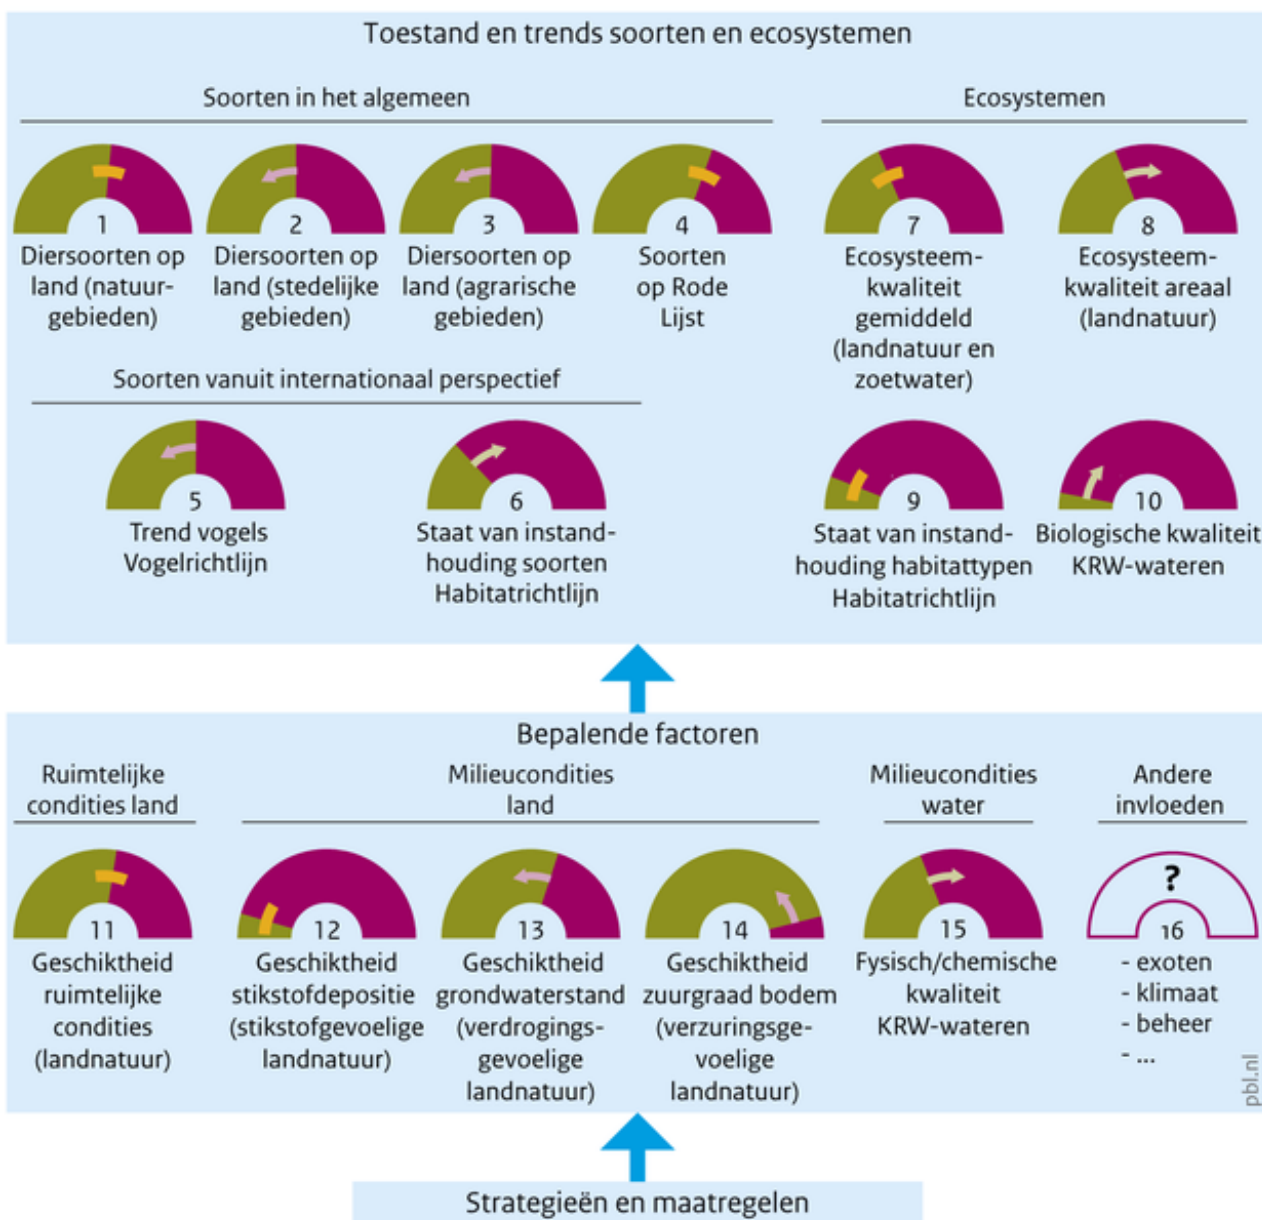 Toestand en trends soorten en ecosystemen
Soorten in het algemeen
1
Diersoorten op
land (natuur-
gebieden)
2
Diersoorten op
land (stedelijke
gebieden)
3
Diersoorten op
land (agrarische
gebieden)
4
Soorten
op Rode
Lijst
Soorten vanuit internationaal perspectief
5
Trend vogels
Vogelrichtlijn
6
Staat van instand-
houding soorten
Habitatrichtlijn
Ecosystemen
7
Ecosysteem-
kwaliteit
gemiddeld
(landnatuur en
zoetwater)
8
Ecosysteem-
kwaliteit areaal
(landnatuur)
9
Staat van instand-
houding habitattypen
Habitatrichtlijn
10
Biologische kwaliteit
KRW-wateren
Bepalende factoren
Ruimtelijke
condities land
11
Geschiktheid
ruimtelijke
condities
(landnatuur)
Milieucondities
land
12
Geschiktheid
stikstofdepositie
(stikstofgevoelige
landnatuur)
13
Geschiktheid
grondwaterstand
(verdrogings-
gevoelige
landnatuur)
14
Geschiktheid
zuurgraad bodem
(verzuringsge-
voelige
landnatuur)
Milieucondities
water
15
Fysisch/chemische
kwaliteit
KRW-wateren
Andere
invloeden
?
16
- exoten
- klimaat
- beheer
- ...
pbl.nl
Strategieën en maatregelen